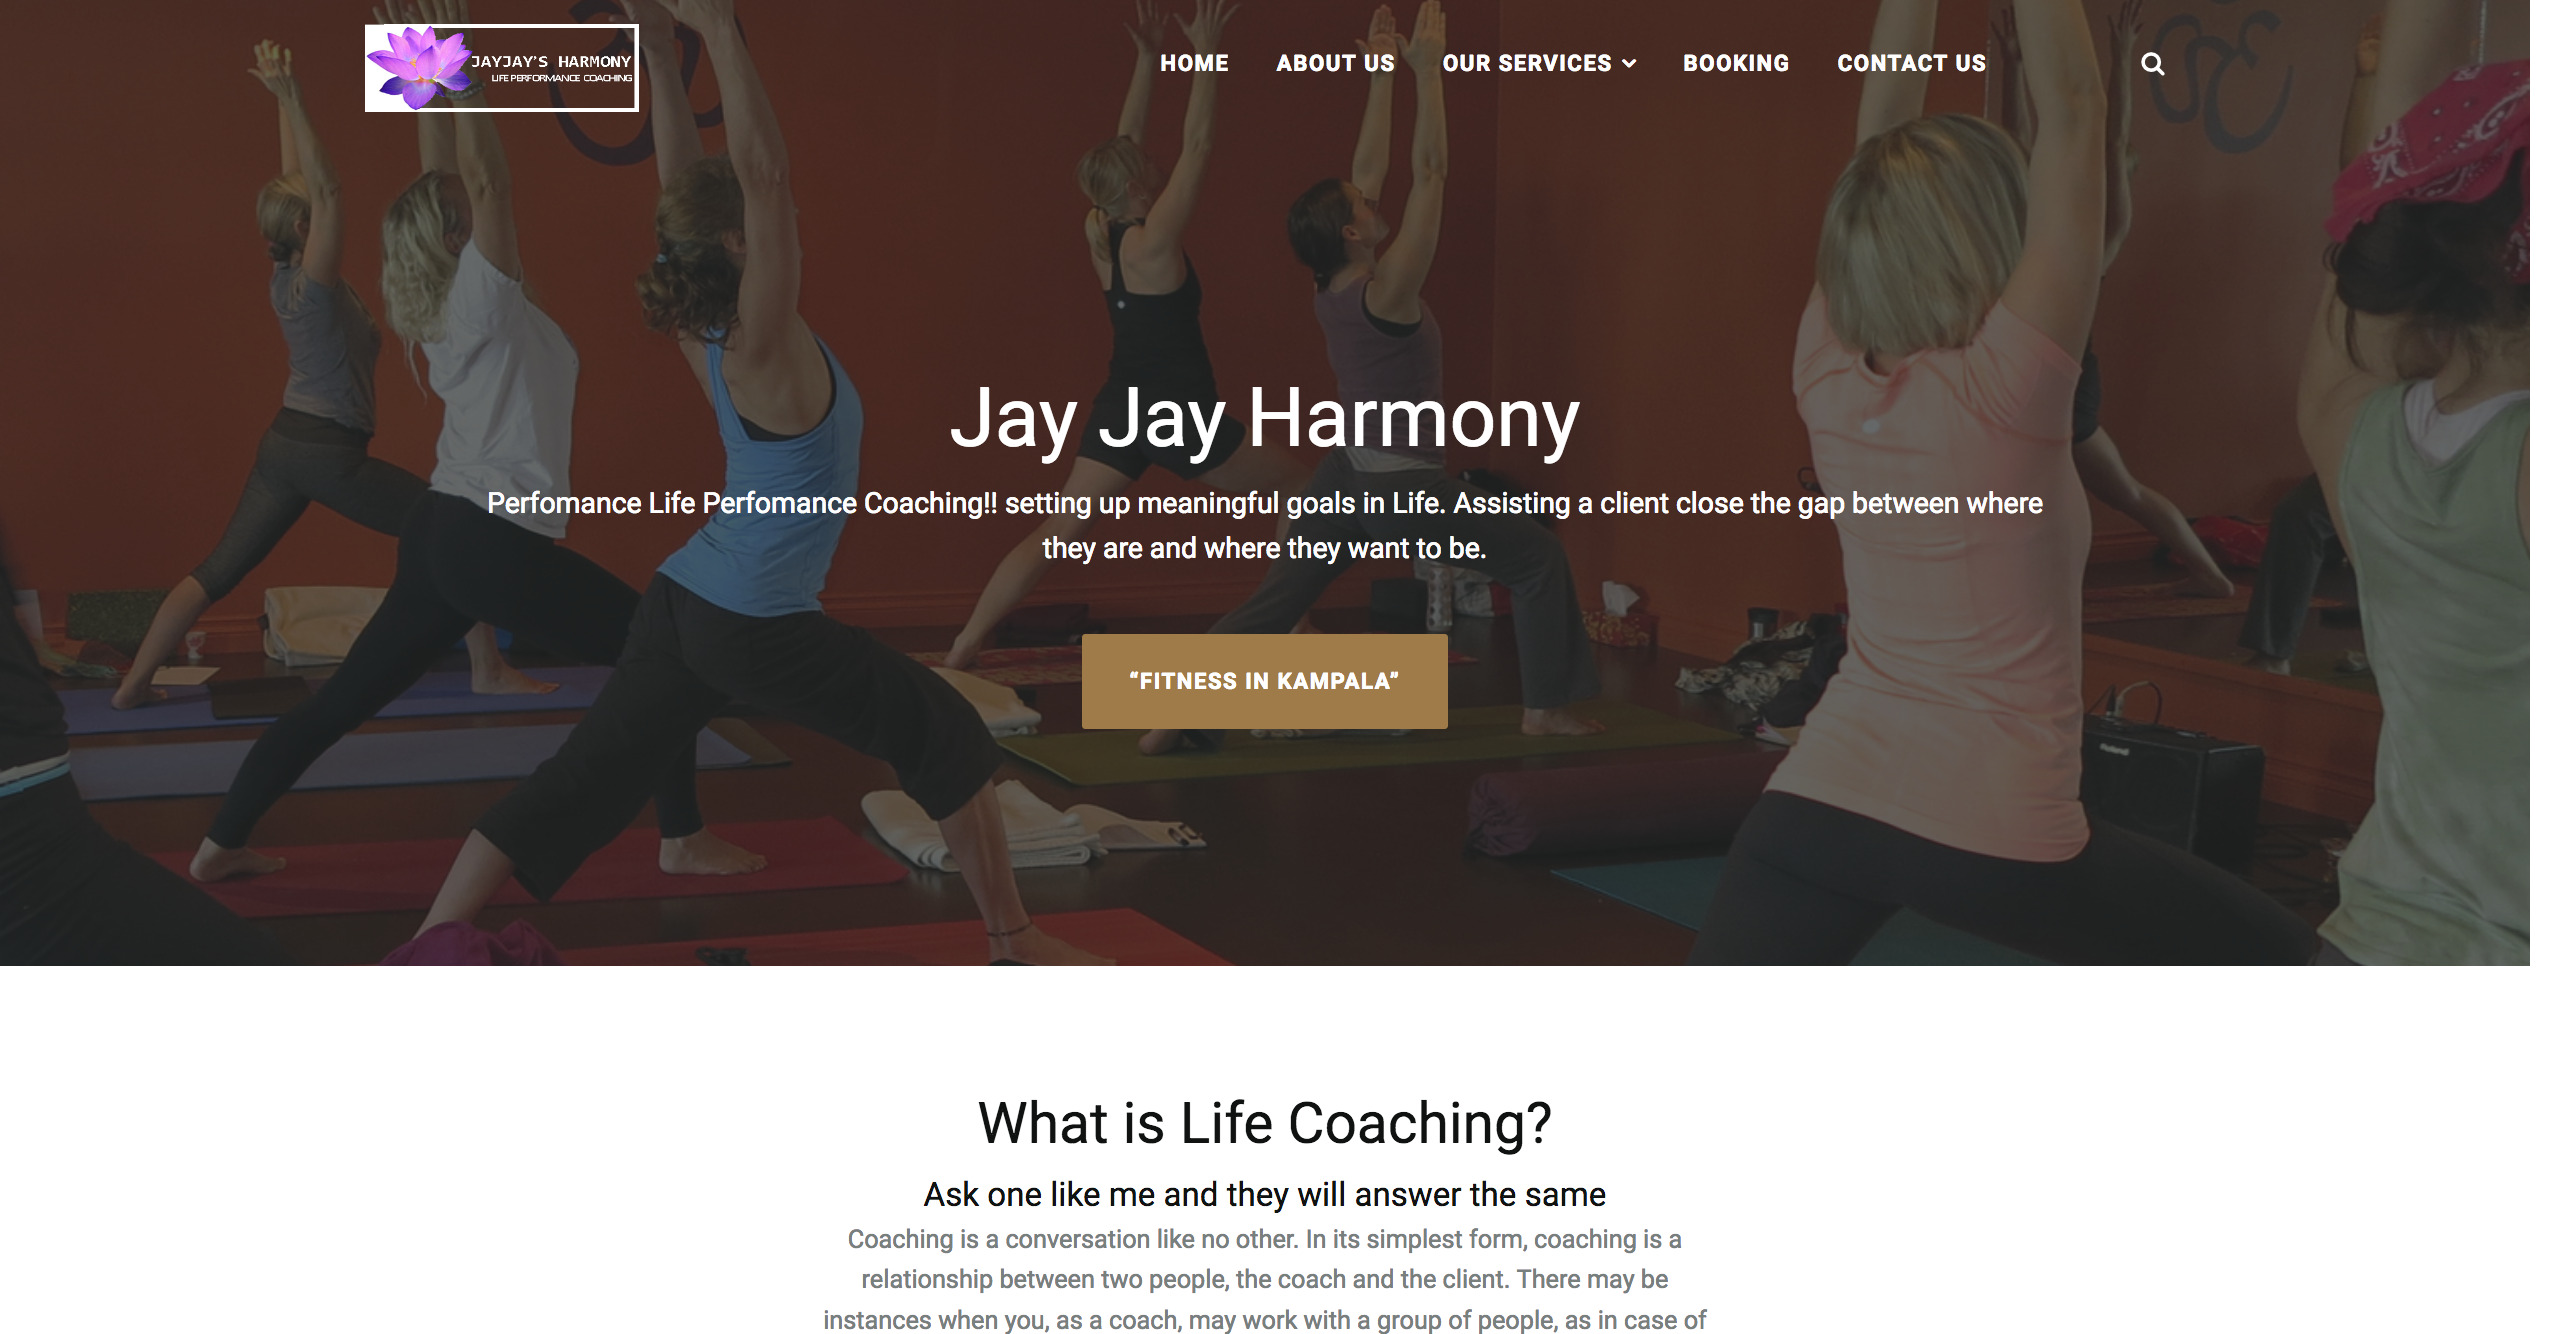 JAYJAY'S HARMONY
LIFE PERFORMANCE COACHING
HOME ABOUT US OUR SERVICES BOOKING CONTACT US
Jay Jay Harmony
Perfomance Life Perfomance Coaching!! setting up meaningful goals in Life. Assisting a client close the gap between where
they are and where they want to be.
“FITNESS IN KAMPALA”
Roland
What is Life Coaching?
Ask one like me and they will answer the same
Coaching is a conversation like no other. In its simplest form, coaching is a
relationship between two people, the coach and the client. There may be
instances when you, as a coach, may work with a group of people, as in case of